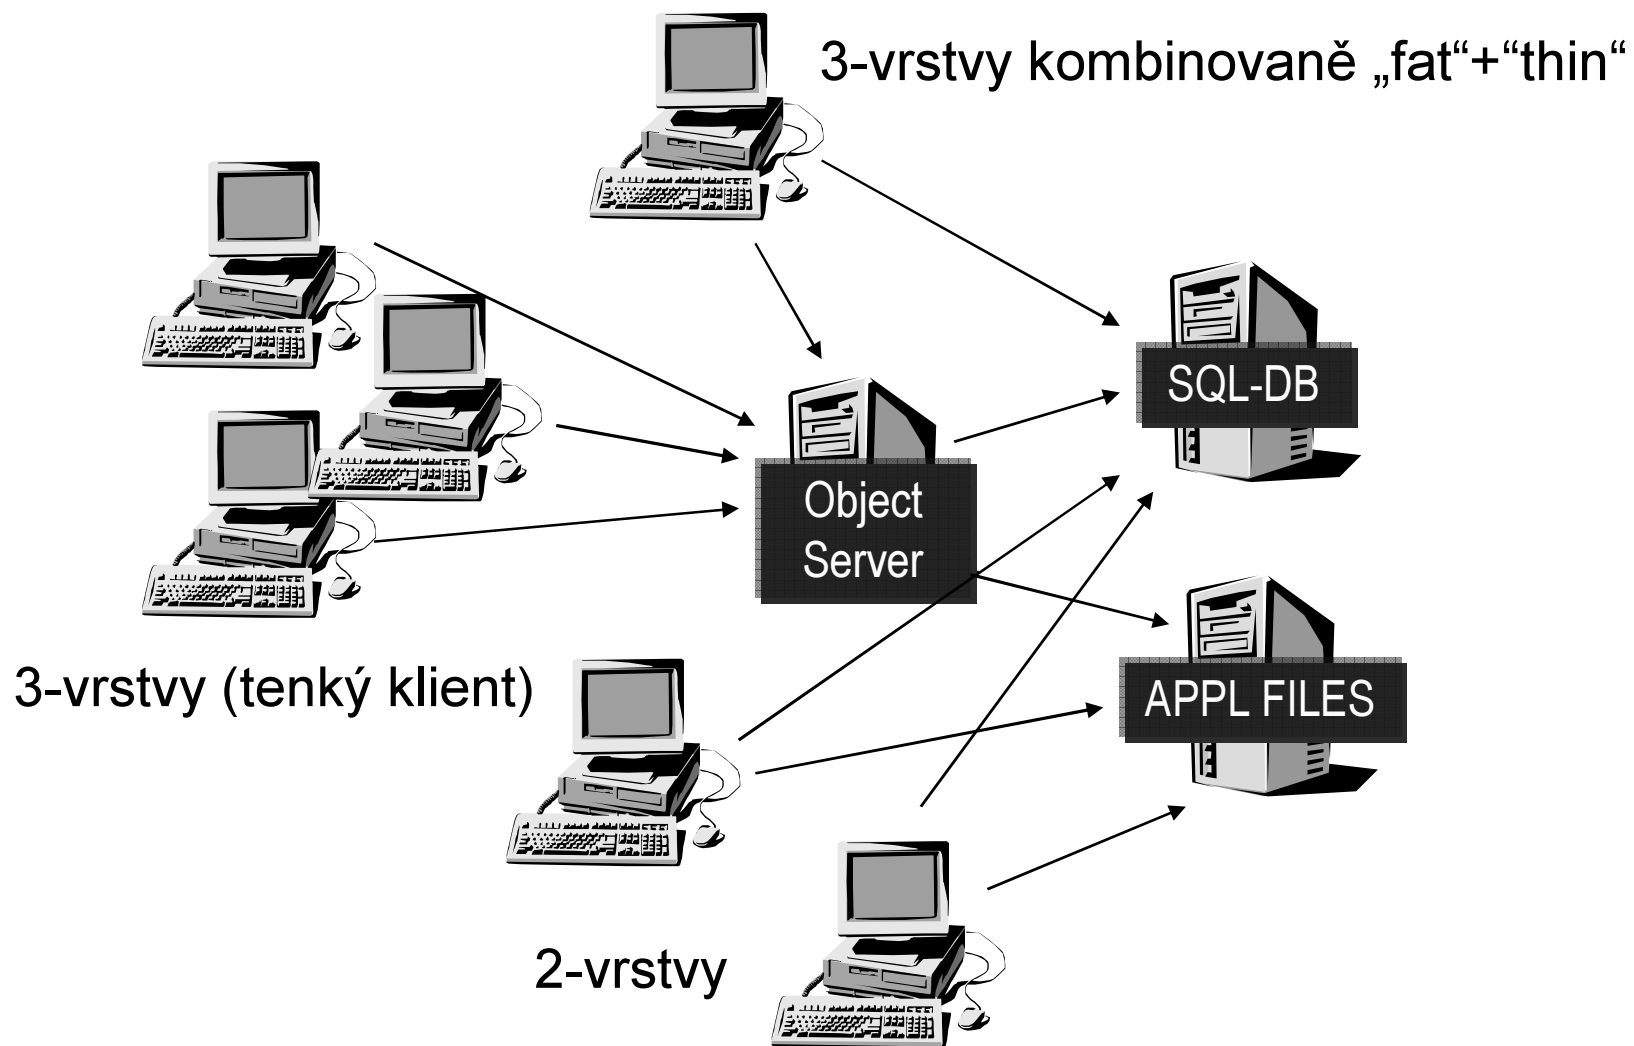 3-vrstvy kombinovaně „fat“+“thin“
SQL-DB
Object
Server
3-vrstvy (tenký klient)
APPL FILES
2-vrstvy